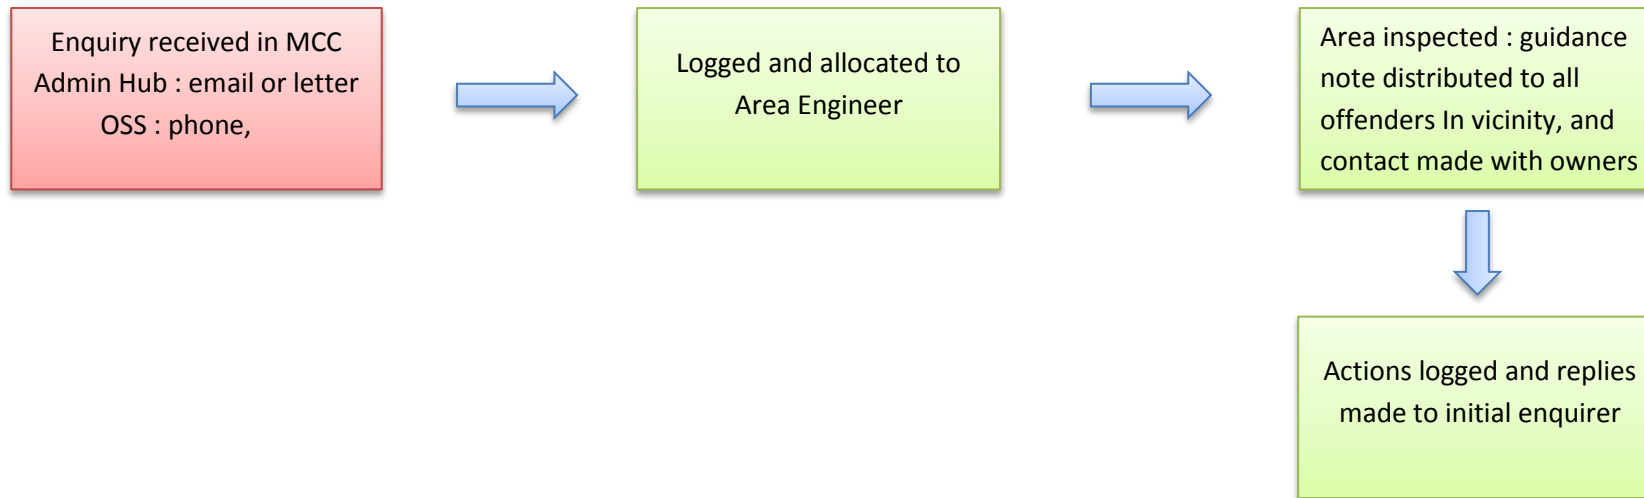 Enquiry received in MCC
Admin Hub : email or letter
OSS : phone,
Logged and allocated to
Area Engineer
Area inspected : guidance
note distributed to all
offenders In vicinity, and
contact made with owners
Actions logged and replies
made to initial enquirer